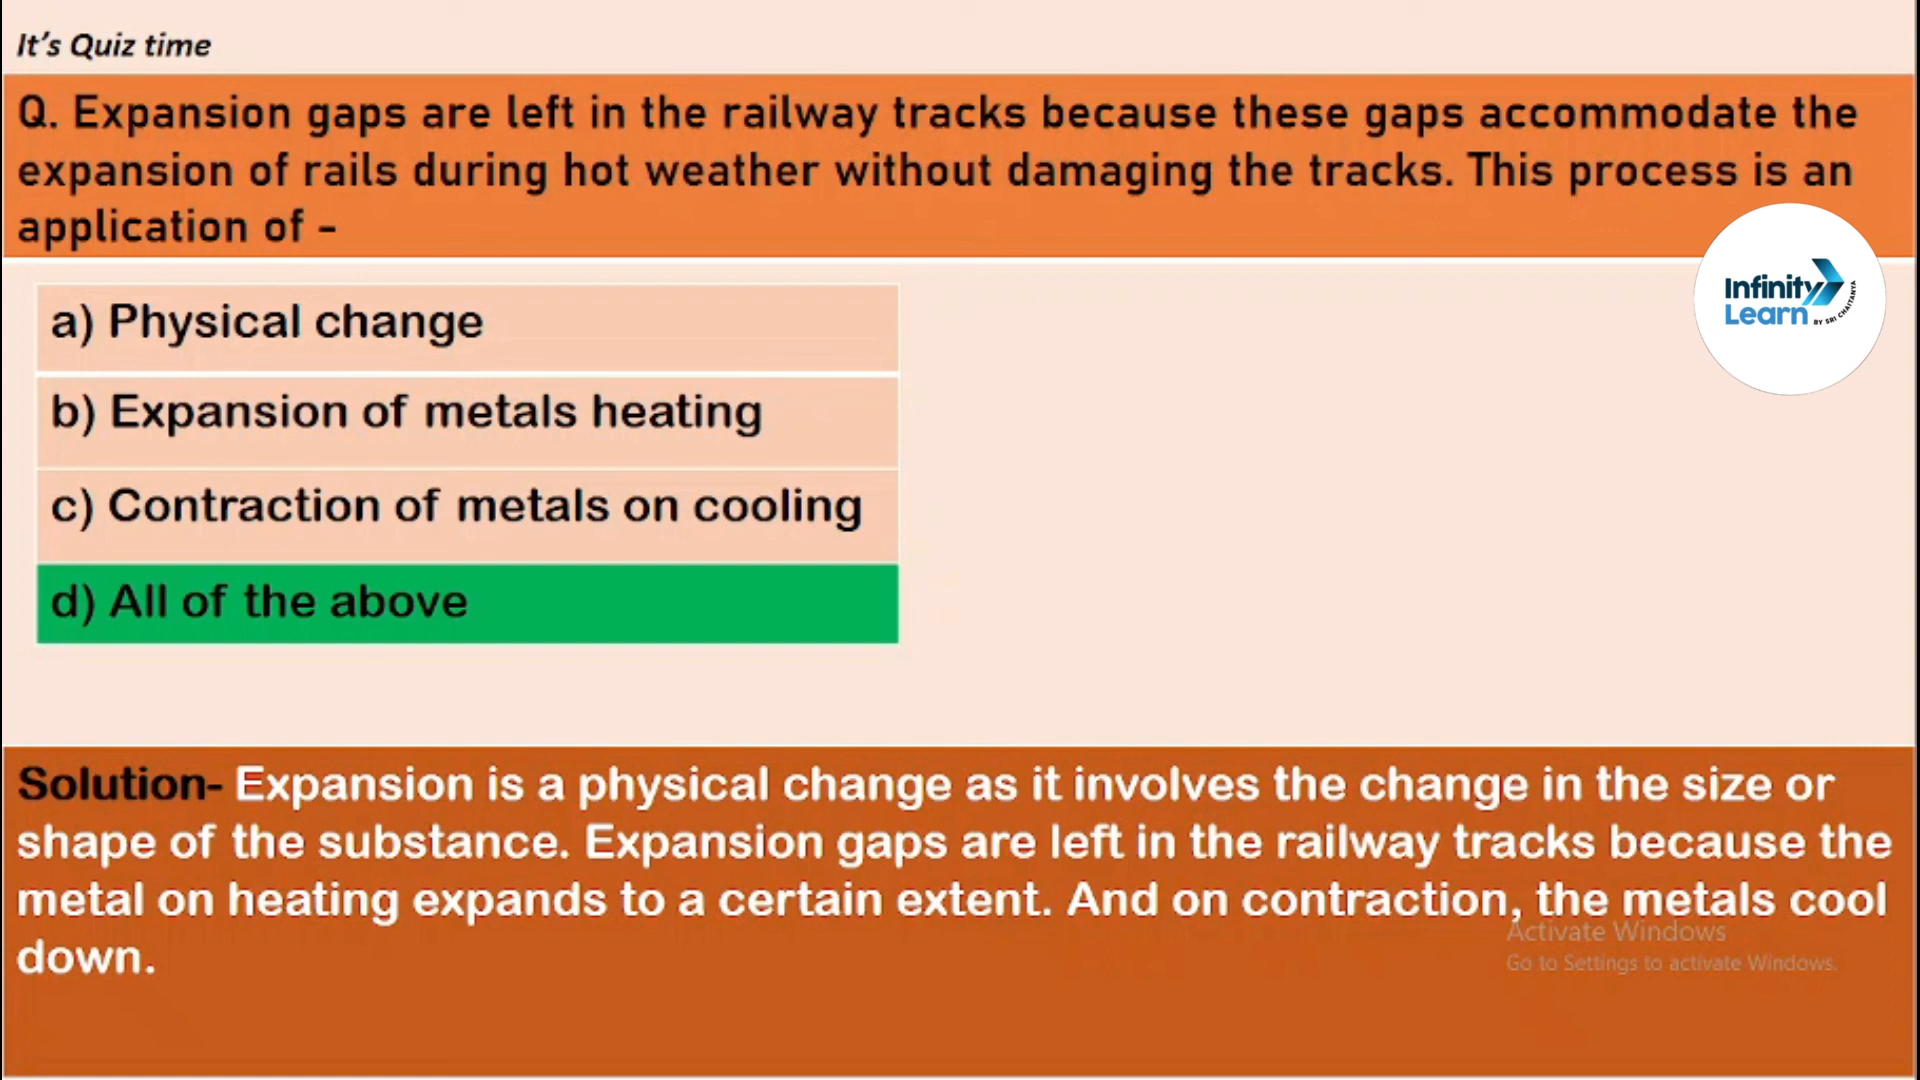 It's Quiz time
Q. Expansion gaps are left in the railway tracks because these gaps accommodate the
expansion of rails during hot weather without damaging the tracks. This process is an
application of -
Infinity
Learn
BY SRI CHAITANYA
a) Physical change
b) Expansion of metals heating
c) Contraction of metals on cooling
d) All of the above
Solution- Expansion is a physical change as it involves the change in the size or
shape of the substance. Expansion gaps are left in the railway tracks because the
metal on heating expands to a certain extent. And on contraction, the metals cool
down.
Activate Windows
Go to Settings to activate Windows.